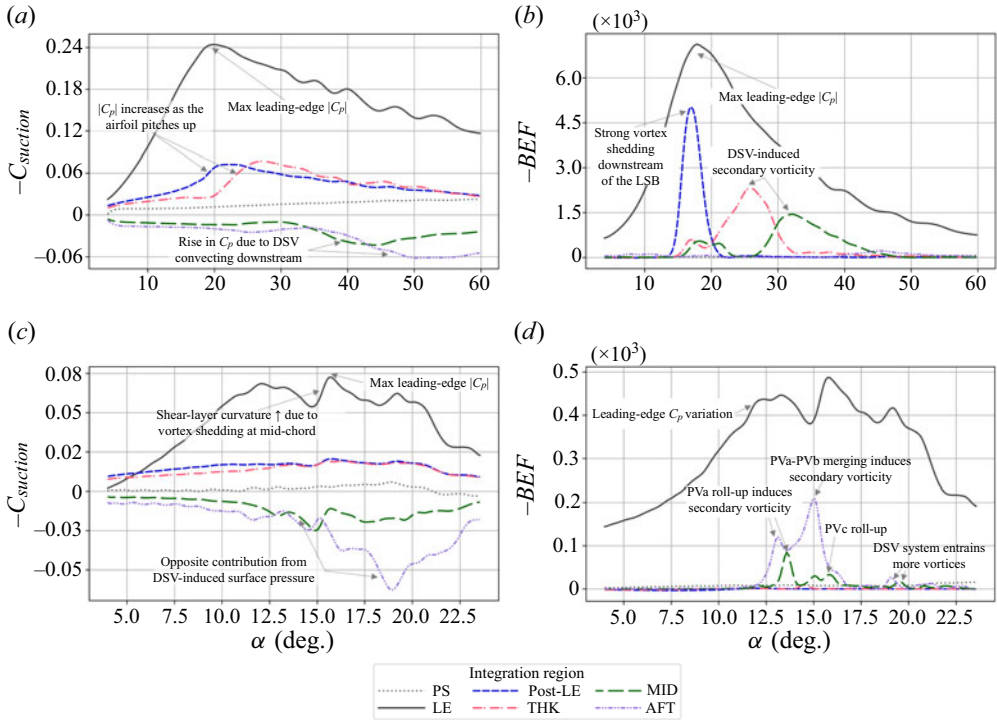 (a)
(b)
(×10³)
0.24
0.18
0.12
0.06
0
−0.06
−C_suction
|C_p| increases as the
airfoil pitches up
Max leading-edge |C_p|
Rise in C_p due to DSV
convecting downstream
10 20 30 40 50 60
6.0
4.5
3.0
1.5
0
−BEF
Strong vortex
shedding
downstream
of the LSB
Max leading-edge |C_p|
DSV-induced
secondary vorticity
10 20 30 40 50 60
(c)
(d)
(×10³)
0.08
0.05
0.02
0
−0.03
−0.05
−C_suction
Max leading-edge |C_p|
Shear-layer curvature ↑ due to
vortex shedding at mid-chord
Opposite contribution from
DSV-induced surface pressure
5.0 7.5 10.0 12.5 15.0 17.5 20.0 22.5
α (deg.)
0.5
0.4
0.3
0.2
0.1
0
−BEF
Leading-edge C_p variation
PVa roll-up induces
secondary vorticity
PVa-PVb merging induces
secondary vorticity
PVc roll-up
DSV system entrains
more vortices
5.0 7.5 10.0 12.5 15.0 17.5 20.0 22.5
α (deg.)
Integration region
PS Post-LE MID
LE THK AFT